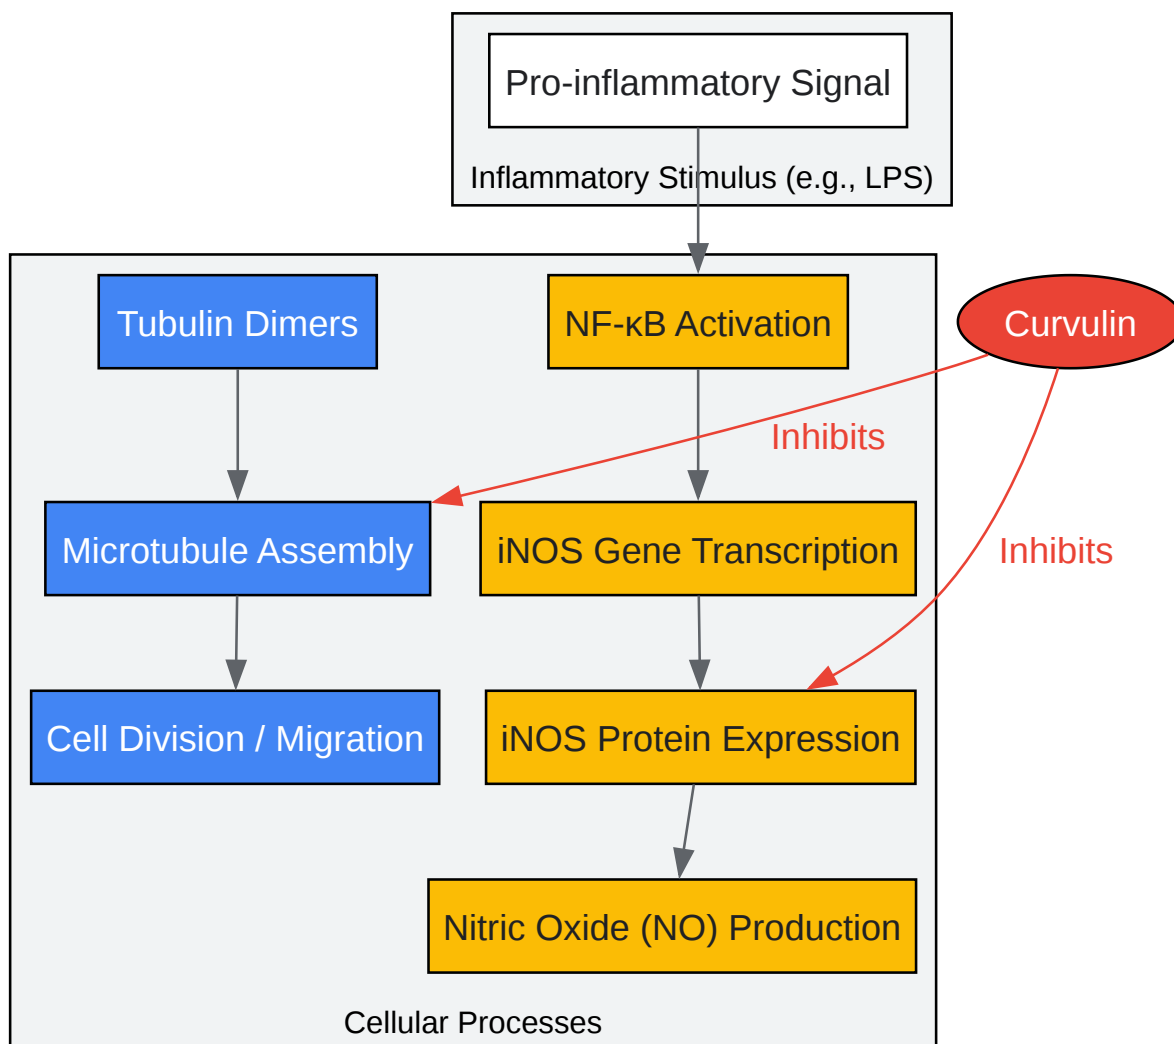 Pro-inflammatory Signal
Inflammatory Stimulus (e.g., LPS)
Tubulin Dimers
NF-κB Activation
Curvulin
Inhibits
Microtubule Assembly
iNOS Gene Transcription
Inhibits
Cell Division / Migration
iNOS Protein Expression
Nitric Oxide (NO) Production
Cellular Processes